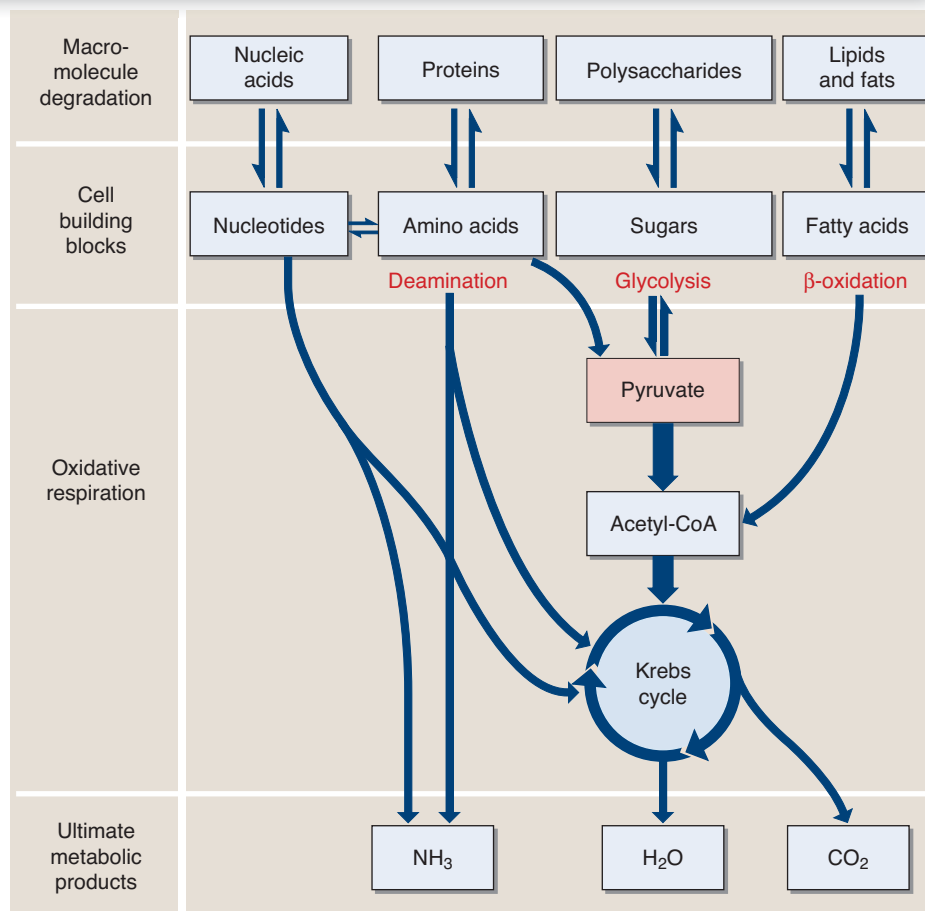 Macro-
molecule
degradation
Nucleic
acids
Proteins
Polysaccharides
Lipids
and fats
Cell
building
blocks
Nucleotides
Amino acids
Sugars
Fatty acids
Deamination
Glycolysis
β-oxidation
Oxidative
respiration
Pyruvate
Acetyl-CoA
Krebs
cycle
Ultimate
metabolic
products
NH₃
H₂O
CO₂